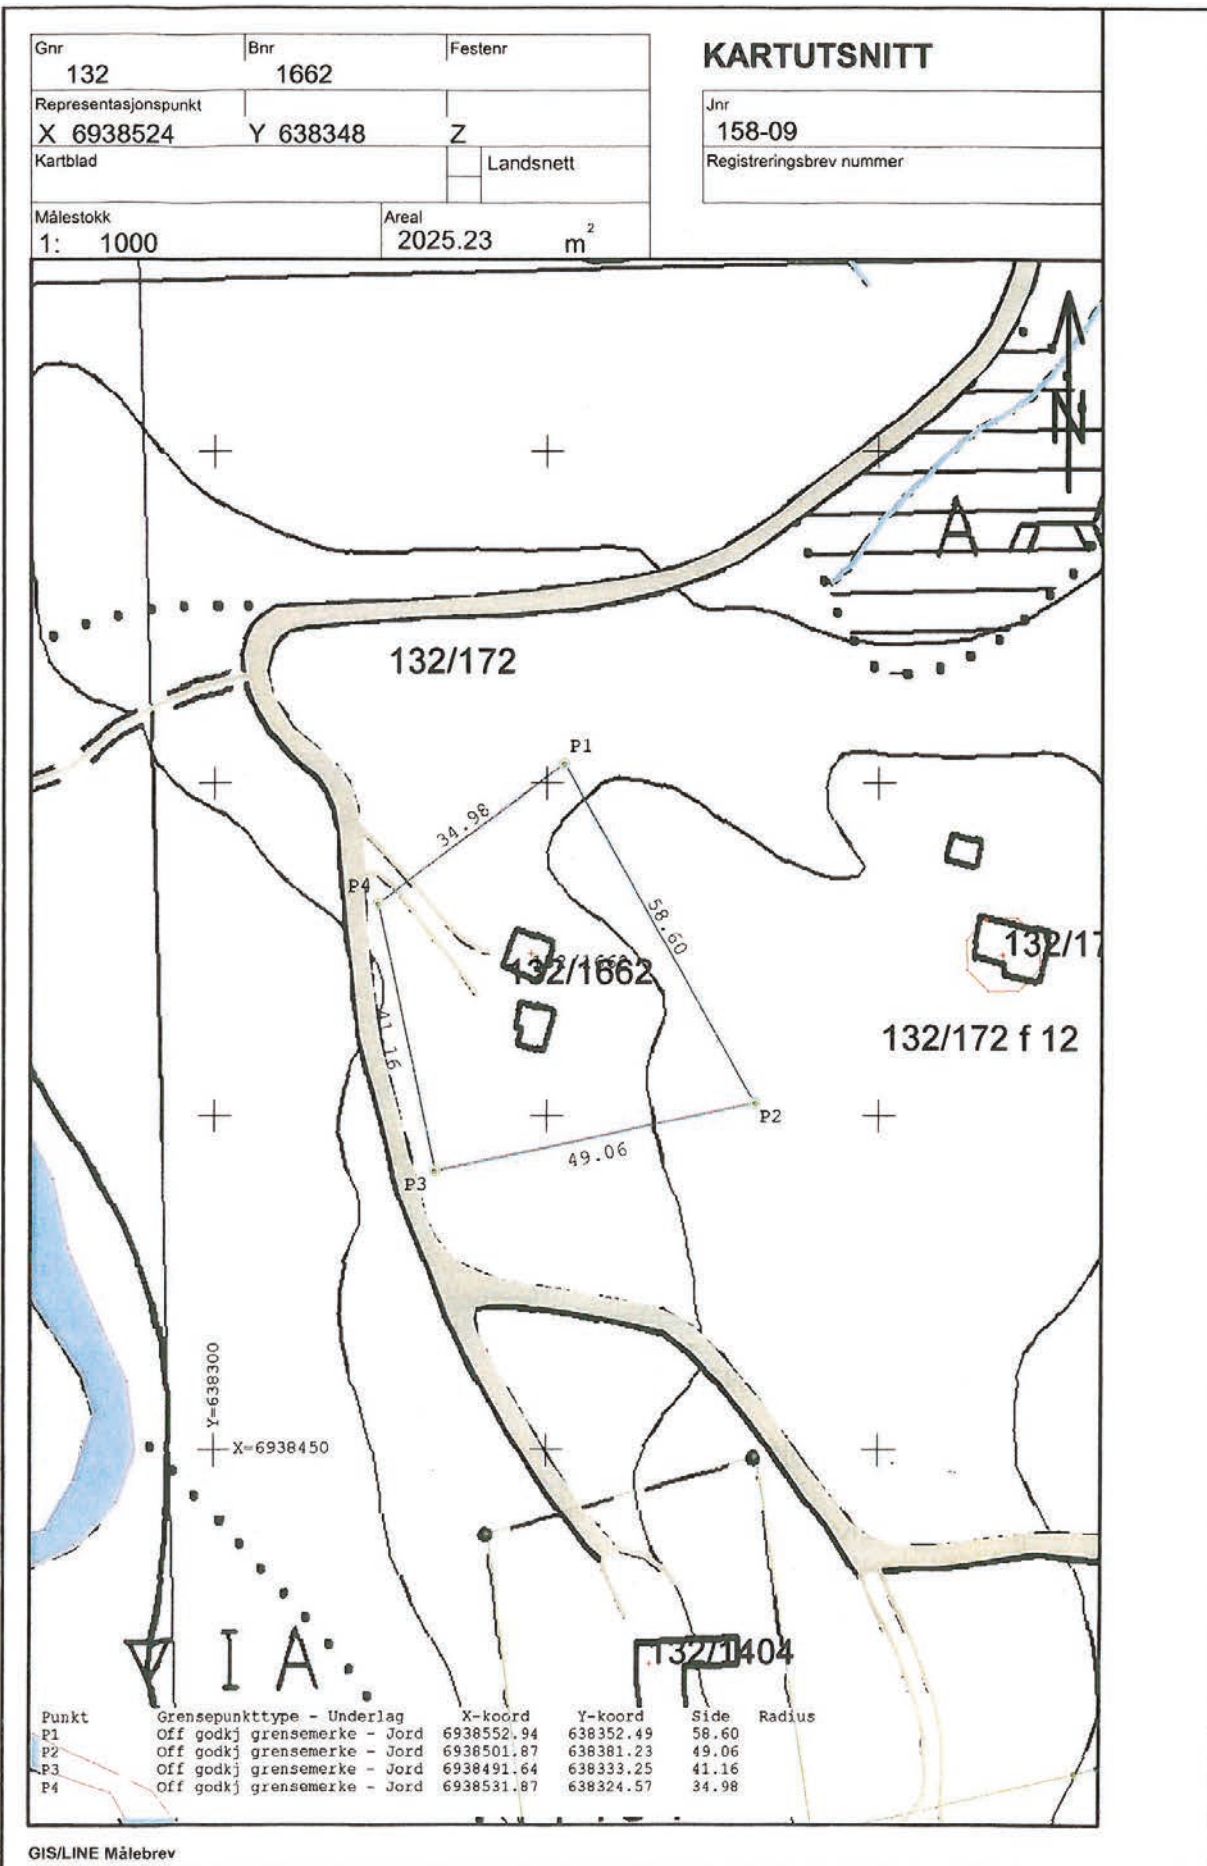 Gnr Bnr Festenr
132 1662
KARTUTSNITT
Representasjonspunkt
X 6938524 Y 638348 Z
Jnr
158-09
Kartblad Landsnett
Registreringsbrev nummer
Målestokk Areal
1: 1000 2025.23 m2
N
A
132/172
P1
34.98
P4
58.60
132/17
132/1662
41.16
132/172 f 12
P2
49.06
P3
Y=638300
X=6938450
I A
132/1404
Punkt Grensepunkttype - Underlag X-koord Y-koord Side Radius
P1 Off godkj grensemerke - Jord 6938552.94 638352.49 58.60
P2 Off godkj grensemerke - Jord 6938501.87 638381.23 49.06
P3 Off godkj grensemerke - Jord 6938491.64 638333.25 41.16
P4 Off godkj grensemerke - Jord 6938531.87 638324.57 34.98
GIS/LINE Målebrev